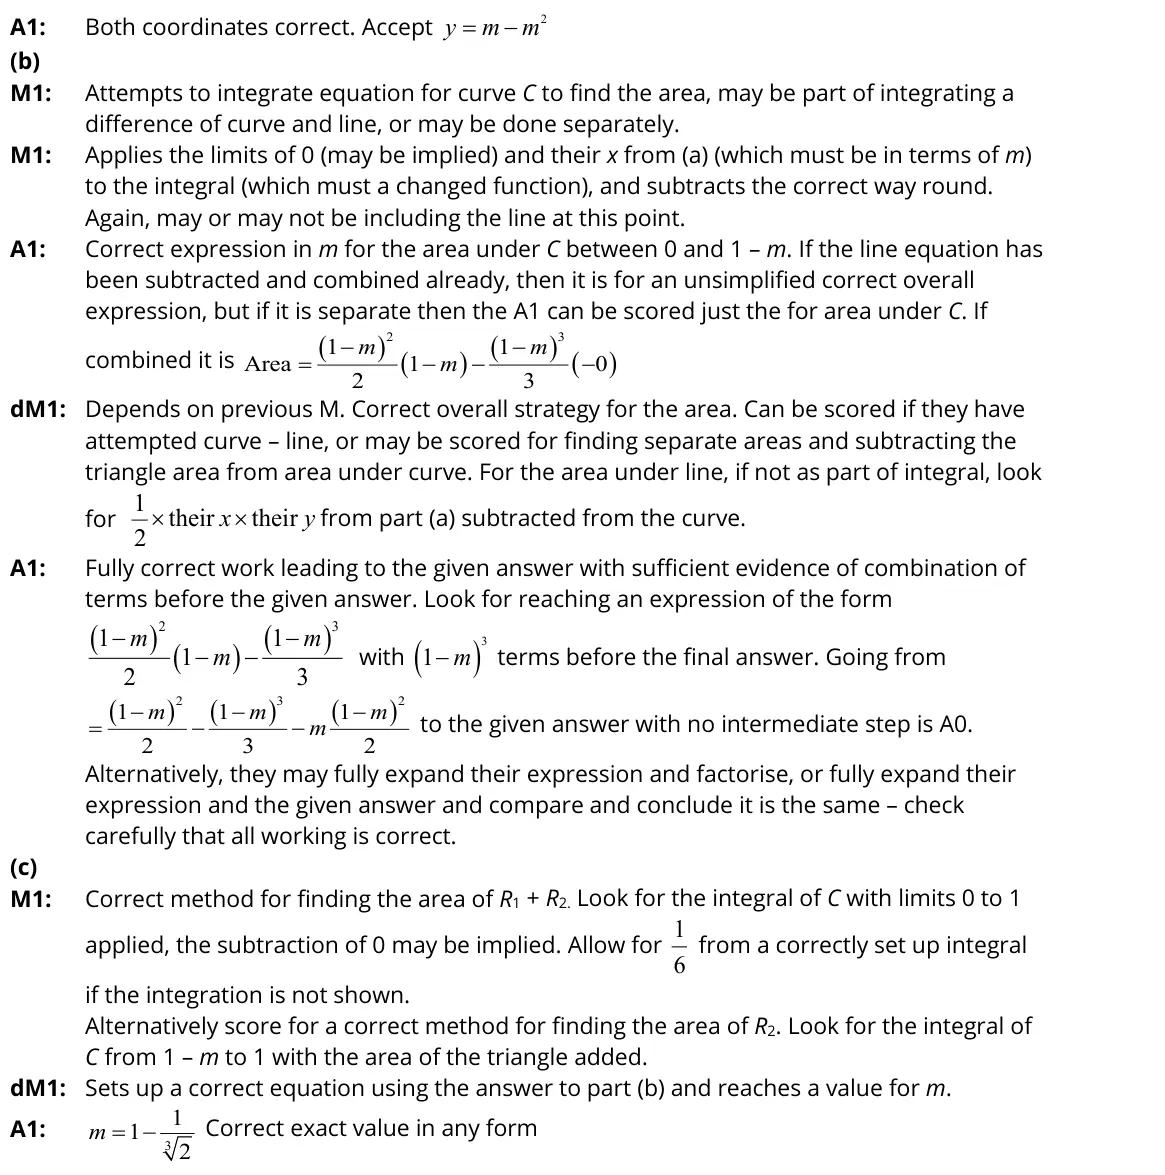 A1: Both coordinates correct. Accept y = m − m²
(b)
M1: Attempts to integrate equation for curve C to find the area, may be part of integrating a
difference of curve and line, or may be done separately.
M1: Applies the limits of 0 (may be implied) and their x from (a) (which must be in terms of m)
to the integral (which must a changed function), and subtracts the correct way round.
Again, may or may not be including the line at this point.
A1: Correct expression in m for the area under C between 0 and 1 – m. If the line equation has
been subtracted and combined already, then it is for an unsimplified correct overall
expression, but if it is separate then the A1 can be scored just the for area under C. If
combined it is Area = (1−m)²/2 (1−m) − (1−m)³/3 (−0)
dM1: Depends on previous M. Correct overall strategy for the area. Can be scored if they have
attempted curve – line, or may be scored for finding separate areas and subtracting the
triangle area from area under curve. For the area under line, if not as part of integral, look
for 1/2 × their x × their y from part (a) subtracted from the curve.
A1: Fully correct work leading to the given answer with sufficient evidence of combination of
terms before the given answer. Look for reaching an expression of the form
(1−m)²/2 (1−m) − (1−m)³/3 with (1−m)³ terms before the final answer. Going from
= (1−m)²/2 − (1−m)³/3 − m (1−m)²/2 to the given answer with no intermediate step is A0.
Alternatively, they may fully expand their expression and factorise, or fully expand their
expression and the given answer and compare and conclude it is the same – check
carefully that all working is correct.
(c)
M1: Correct method for finding the area of R₁ + R₂. Look for the integral of C with limits 0 to 1
applied, the subtraction of 0 may be implied. Allow for 1/6 from a correctly set up integral
if the integration is not shown.
Alternatively score for a correct method for finding the area of R₂. Look for the integral of
C from 1 – m to 1 with the area of the triangle added.
dM1: Sets up a correct equation using the answer to part (b) and reaches a value for m.
A1: m = 1 − 1/∛2 Correct exact value in any form